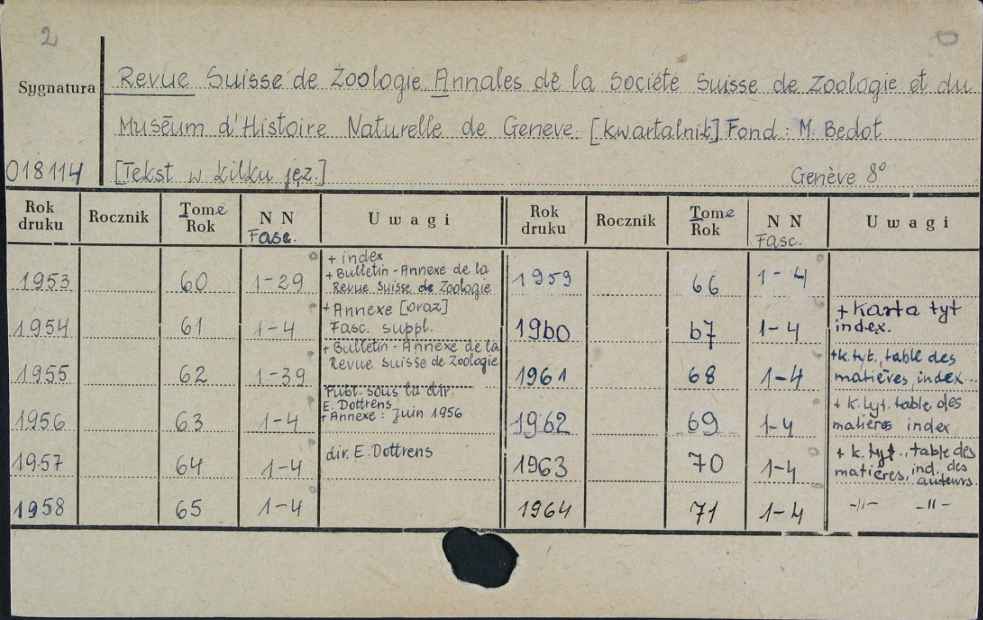 2
Sygnatura
018114
Revue Suisse de Zoologie. Annales de la Société Suisse de Zoologie et du
Muséum d'Histoire Naturelle de Geneve. [kwartalnik] Fond: M. Bedot
[Tekst w kilku jęz.] Genève 8°
Rok druku Rocznik Tome Rok NN Fasc. Uwagi Rok druku Rocznik Tome Rok NN Fasc. Uwagi
1953 60 1-29 + index + Bulletin-Annexe de la Revue Suisse de Zoologie 1959 66 1-4
1954 61 1-4 + Annexe [oraz] Fasc. suppl. 1960 67 1-4 + Karta tyt index.
1955 62 1-39 + Bulletin-Annexe de la Revue Suisse de Zoologie 1961 68 1-4 + k. tyt. table des matières, index
1956 63 1-4 Publ. sous la dir. E. Dottrens + Annexe: Juin 1956 1962 69 1-4 + k. tyt. table des matières index
1957 64 1-4 dir. E. Dottrens 1963 70 1-4 + k. tyt., table des matières, ind. des auteurs
1958 65 1-4 1964 71 1-4 -"- -"-